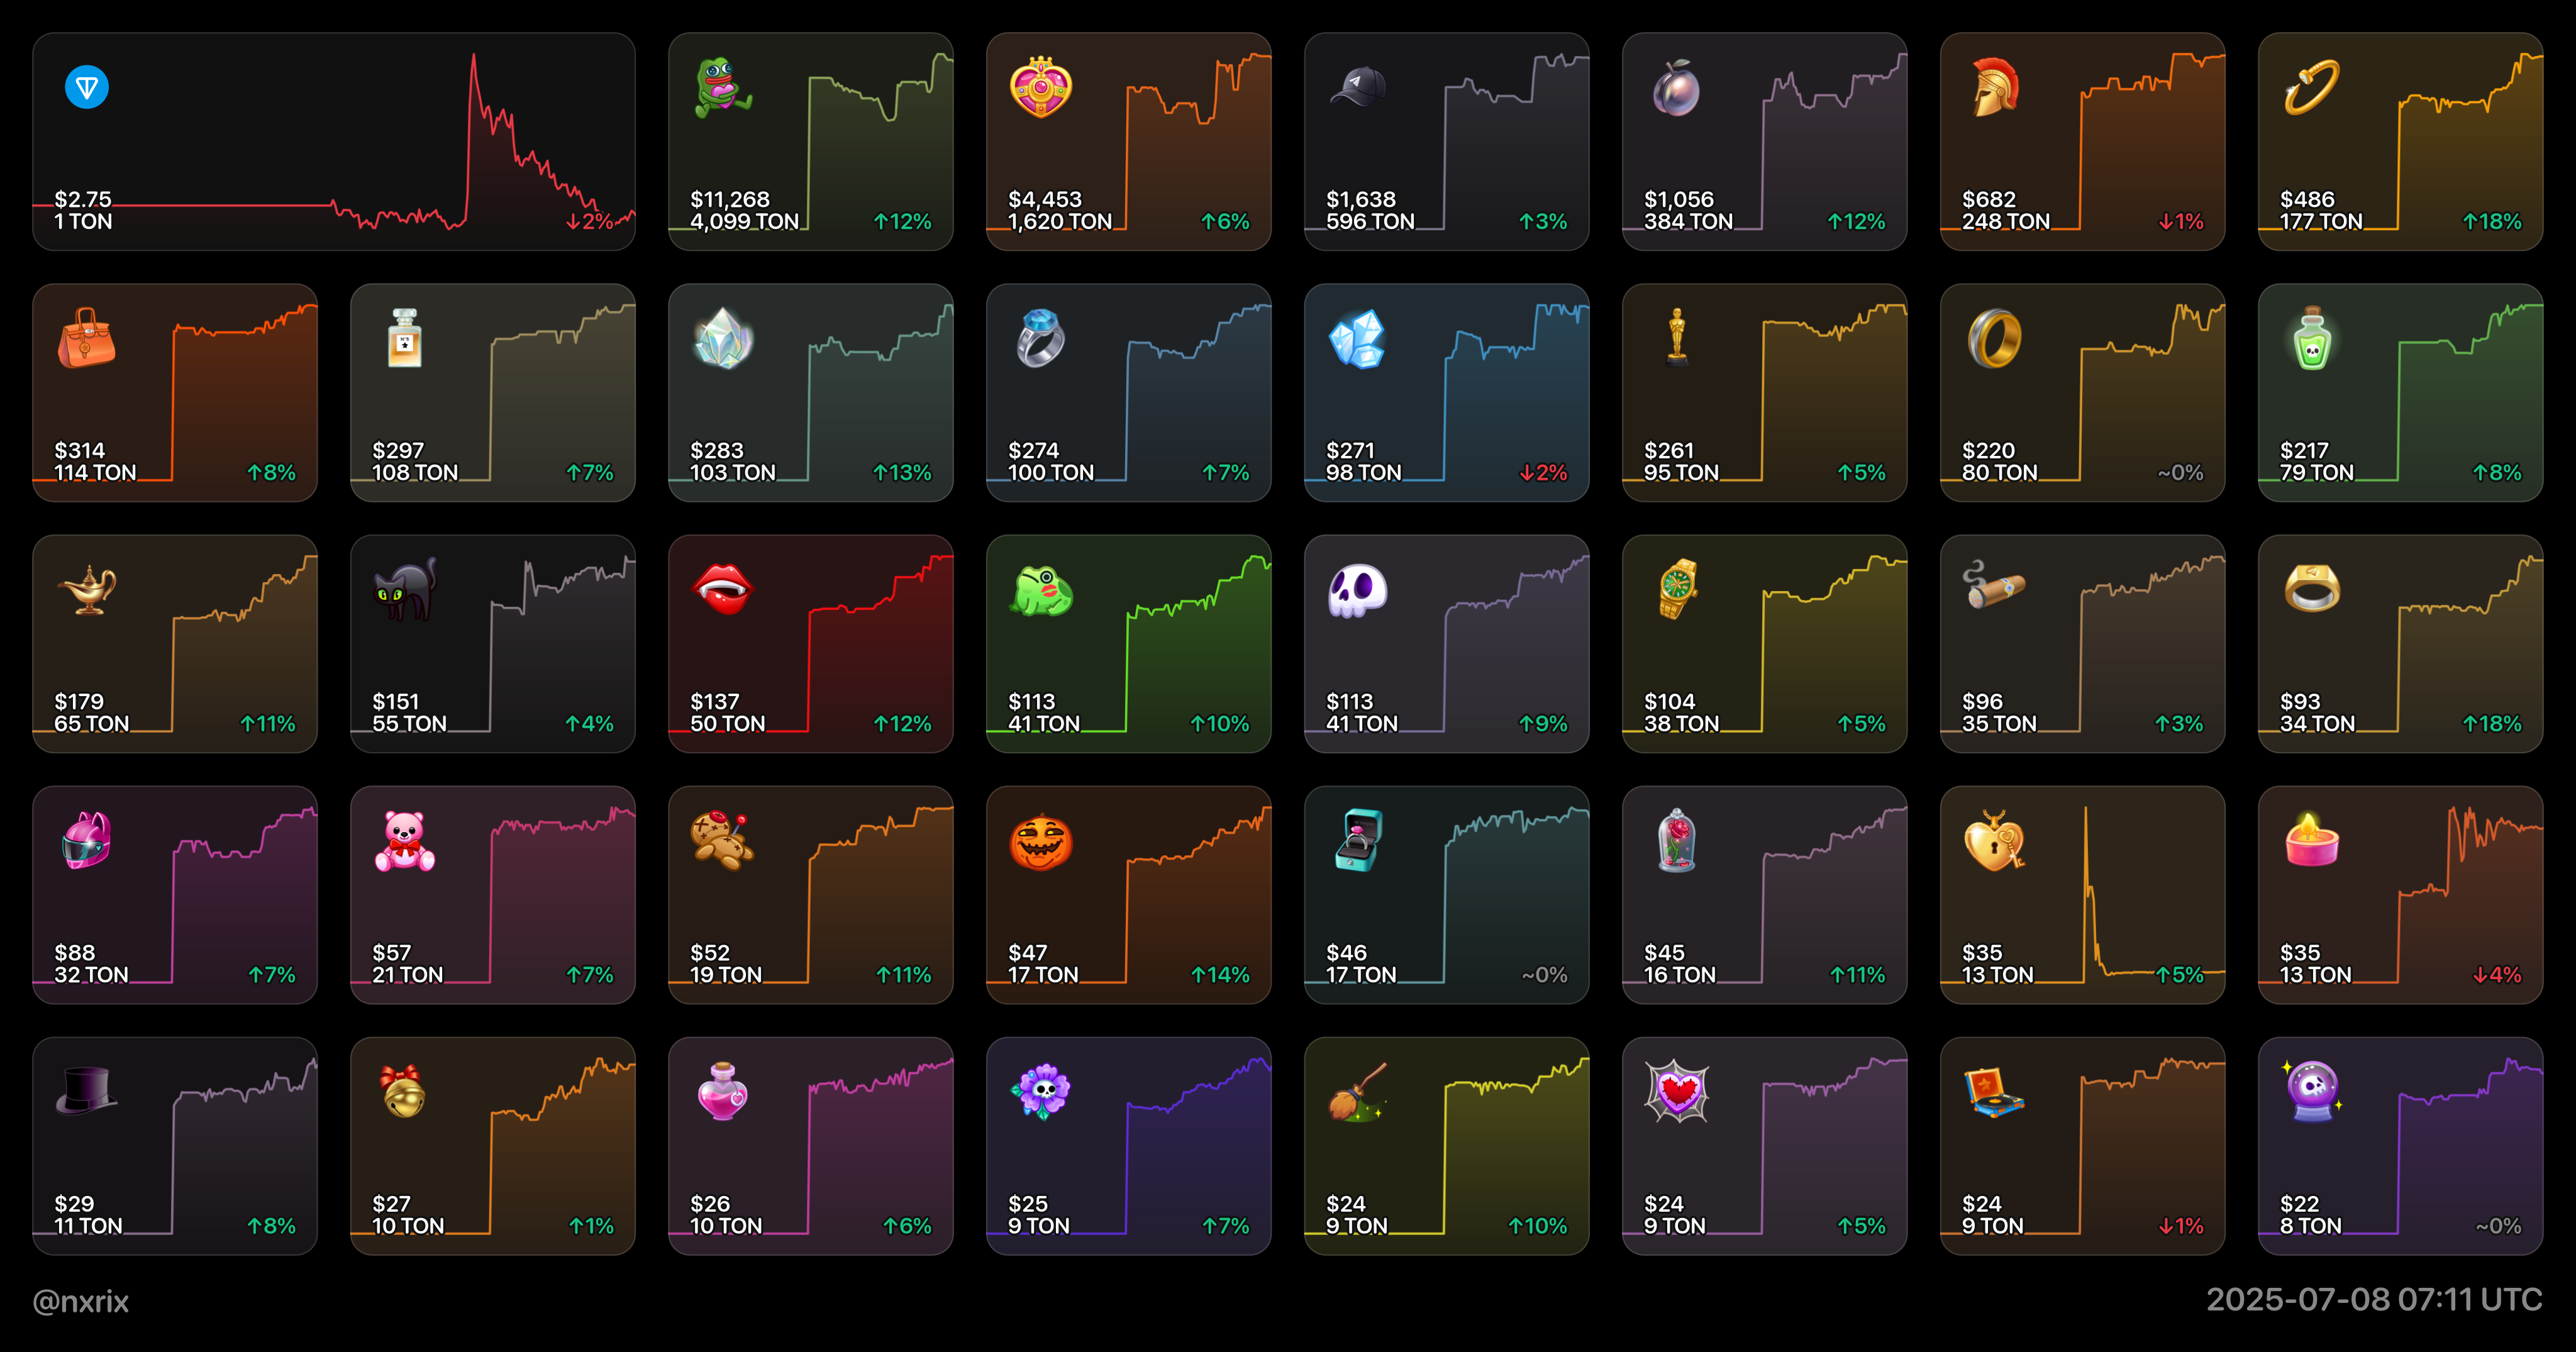 $2.75
1 TON
↓2%
$11,268
4,099 TON
↑12%
$4,453
1,620 TON
↑6%
$1,638
596 TON
↑3%
$1,056
384 TON
↑12%
$682
248 TON
↓1%
$486
177 TON
↑18%
$314
114 TON
↑8%
$297
108 TON
↑7%
$283
103 TON
↑13%
$274
100 TON
↑7%
$271
98 TON
↓2%
$261
95 TON
↑5%
$220
80 TON
~0%
$217
79 TON
↑8%
$179
65 TON
↑11%
$151
55 TON
↑4%
$137
50 TON
↑12%
$113
41 TON
↑10%
$113
41 TON
↑9%
$104
38 TON
↑5%
$96
35 TON
↑3%
$93
34 TON
↑18%
$88
32 TON
↑7%
$57
21 TON
↑7%
$52
19 TON
↑11%
$47
17 TON
↑14%
$46
17 TON
~0%
$45
16 TON
↑11%
$35
13 TON
↑5%
$35
13 TON
↓4%
$29
11 TON
↑8%
$27
10 TON
↑1%
$26
10 TON
↑6%
$25
9 TON
↑7%
$24
9 TON
↑10%
$24
9 TON
↑5%
$24
9 TON
↓1%
$22
8 TON
~0%
@nxrix
2025-07-08 07:11 UTC